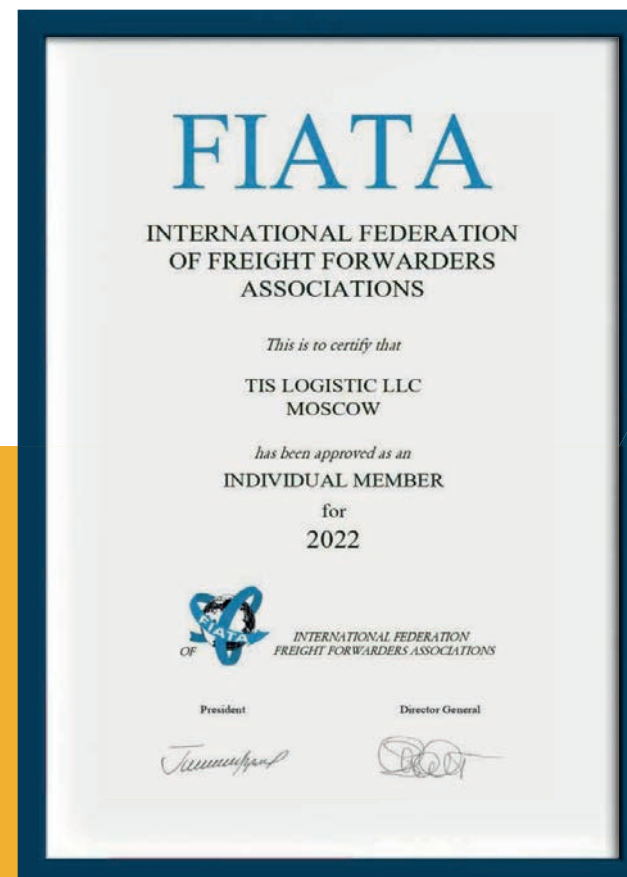 FIATA
INTERNATIONAL FEDERATION
OF FREIGHT FORWARDERS
ASSOCIATIONS
This is to certify that
TIS LOGISTIC LLC
MOSCOW
has been approved as an
INDIVIDUAL MEMBER
for
2022
FIATA
INTERNATIONAL FEDERATION
OF FREIGHT FORWARDERS ASSOCIATIONS
President Director General